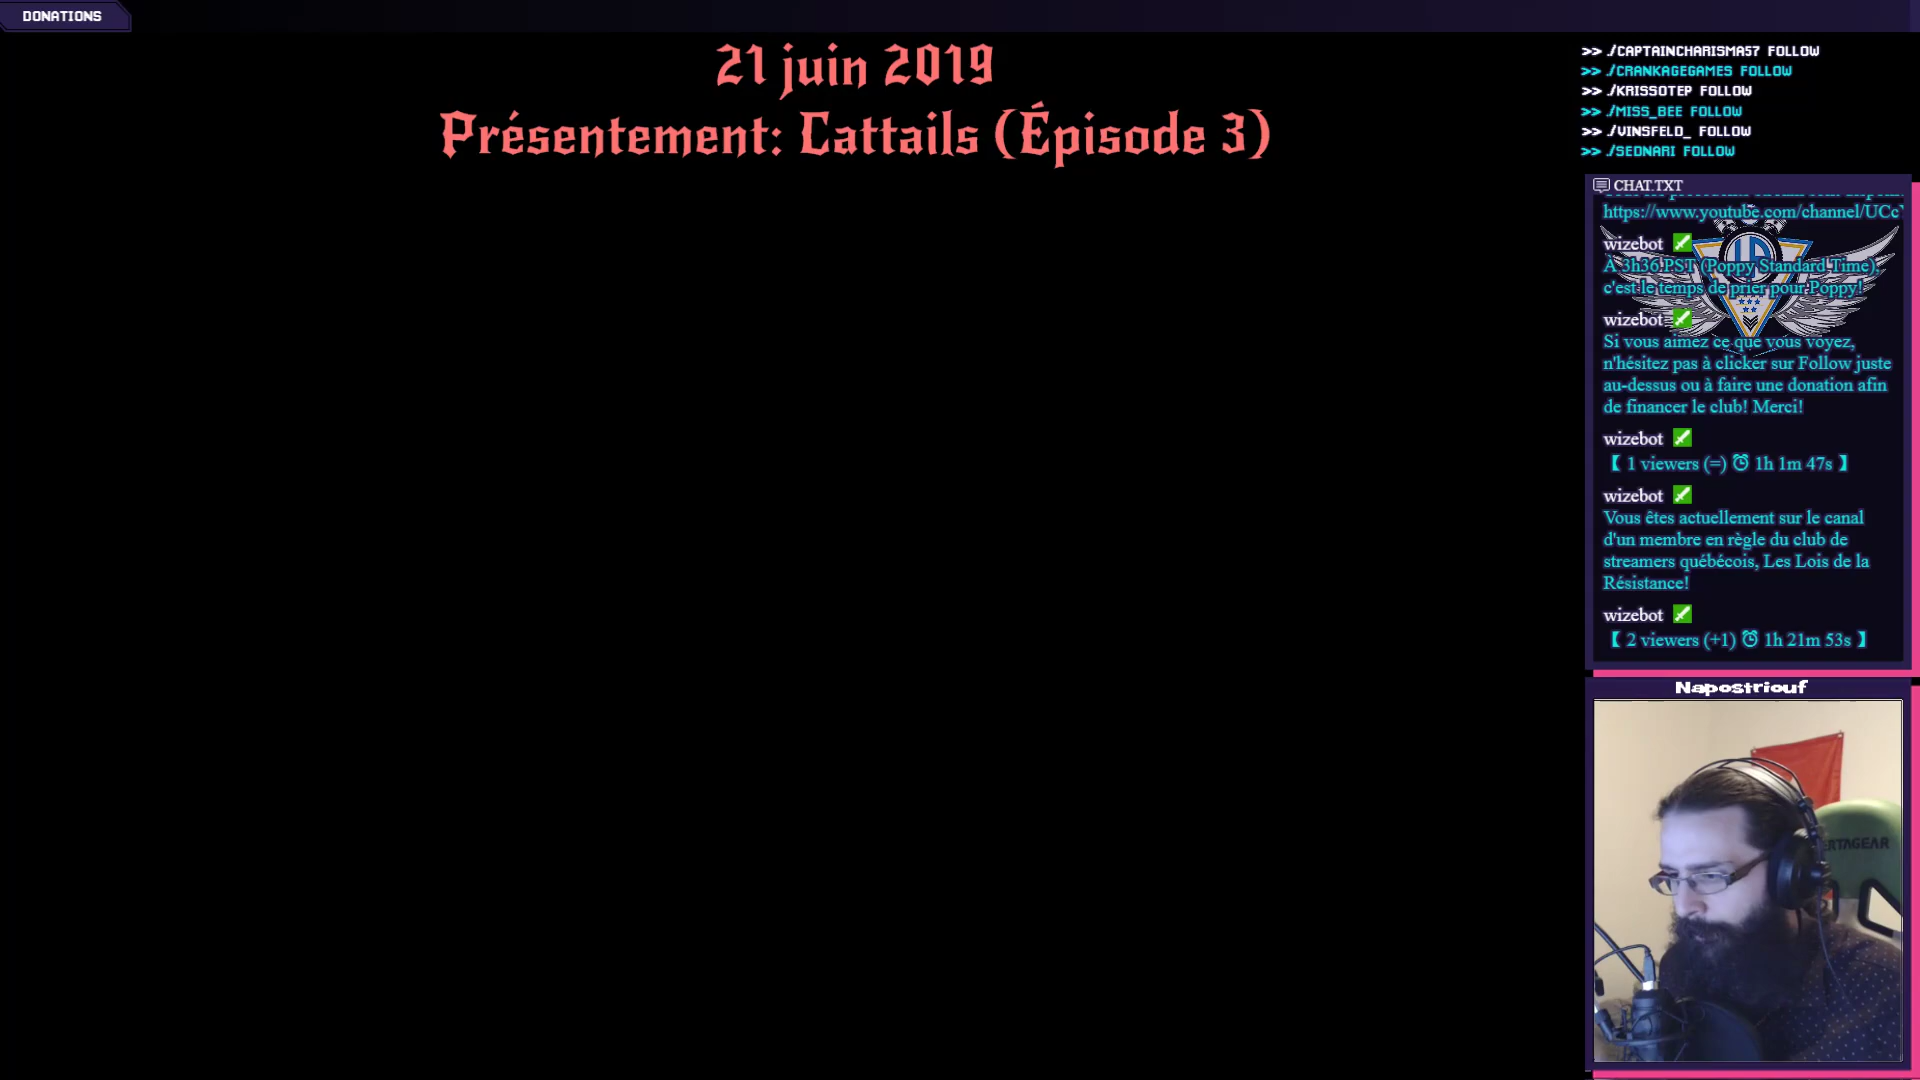 DONATIONS
21 juin 2019
Présentement: Cattails (Épisode 3)
>> ./CAPTAINCHARISMA57 FOLLOW
>> ./CRANKAGEGAMES FOLLOW
>> ./KRISSOTEP FOLLOW
>> ./MISS_BEE FOLLOW
>> ./VINSFELD_ FOLLOW
>> ./SEDNARI FOLLOW
CHAT.TXT
https://www.youtube.com/channel/UCc
wizebot
À 3h36 PST (Poppy Standard Time),
c'est le temps de prier pour Poppy!
wizebot
Si vous aimez ce que vous voyez,
n'hésitez pas à clicker sur Follow juste
au-dessus ou à faire une donation afin
de financer le club! Merci!
wizebot
【 1 viewers (=) ⏰ 1h 1m 47s 】
wizebot
Vous êtes actuellement sur le canal
d'un membre en règle du club de
streamers québécois, Les Lois de la
Résistance!
wizebot
【 2 viewers (+1) ⏰ 1h 21m 53s 】
Napostriouf
RTAGEAR